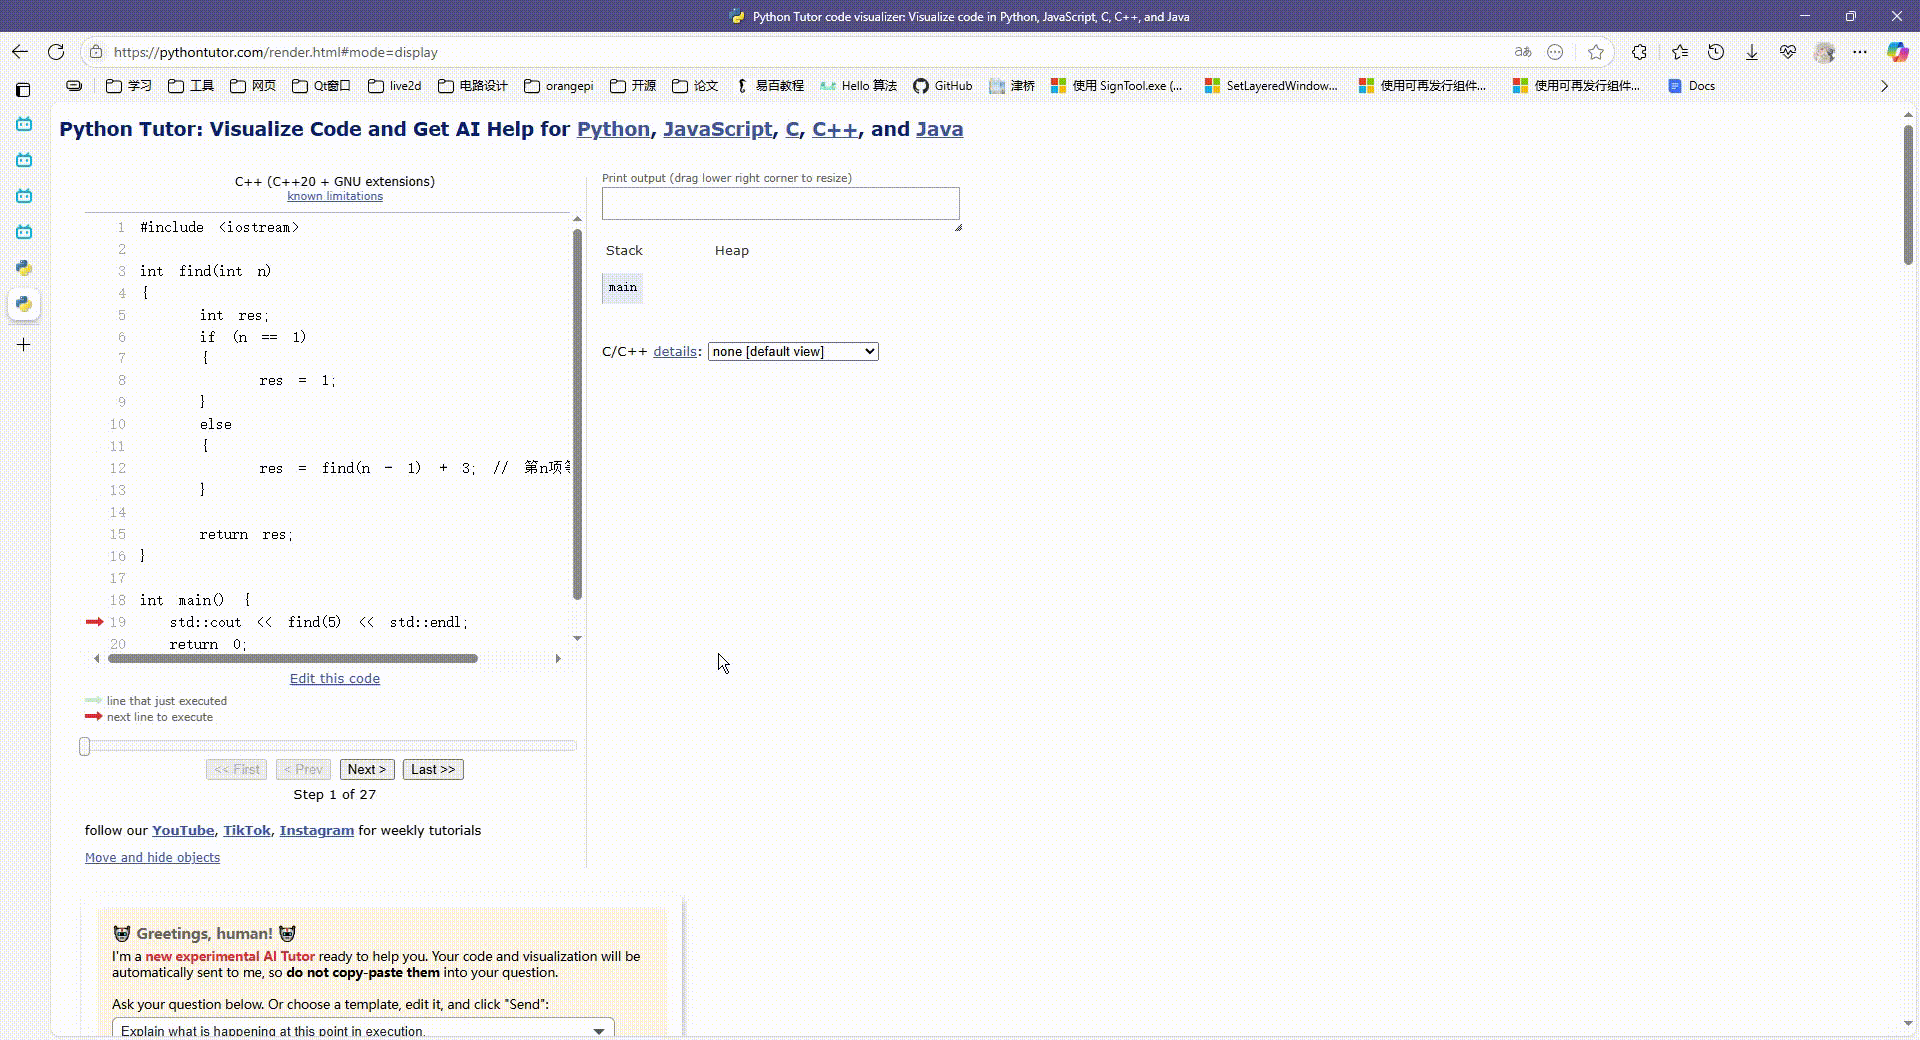 Python Tutor code visualizer: Visualize code in Python, JavaScript, C, C++, and Java
https://pythontutor.com/render.html#mode=display
学习 工具 网页 Qt窗口 live2d 电路设计 orangepi 开源 论文 易百教程 Hello 算法 GitHub 津桥 使用 SignTool.exe (... SetLayeredWindow... 使用可再发行组件... 使用可再发行组件... Docs
Python Tutor: Visualize Code and Get AI Help for Python, JavaScript, C, C++, and Java
C++ (C++20 + GNU extensions)
known limitations
1 #include <iostream>
2
3 int find(int n)
4 {
5 int res;
6 if (n == 1)
7 {
8 res = 1;
9 }
10 else
11 {
12 res = find(n - 1) + 3; // 第n项
13 }
14
15 return res;
16 }
17
18 int main() {
19 std::cout << find(5) << std::endl;
20 return 0;
Edit this code
line that just executed
next line to execute
<< First < Prev Next > Last >>
Step 1 of 27
follow our YouTube, TikTok, Instagram for weekly tutorials
Move and hide objects
Print output (drag lower right corner to resize)
Stack Heap
main
C/C++ details: none [default view]
Greetings, human!
I'm a new experimental AI Tutor ready to help you. Your code and visualization will be
automatically sent to me, so do not copy-paste them into your question.
Ask your question below. Or choose a template, edit it, and click "Send":
Explain what is happening at this point in execution.